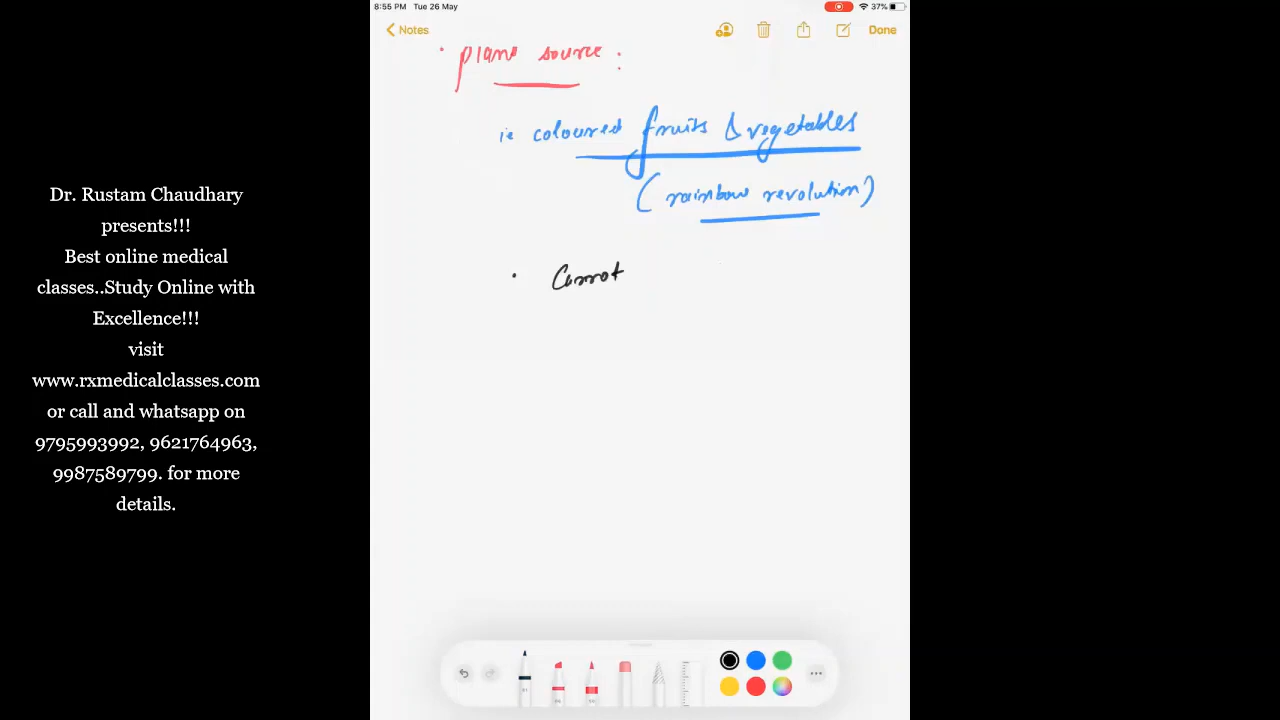 8:55 PM Tue 26 May
37%
Notes
Done
• plant source :
ie coloured fruits & vegetables
(rainbow revolution)
• Carrot
Dr. Rustam Chaudhary
presents!!!
Best online medical
classes..Study Online with
Excellence!!!
visit
www.rxmedicalclasses.com
or call and whatsapp on
9795993992, 9621764963,
9987589799. for more
details.